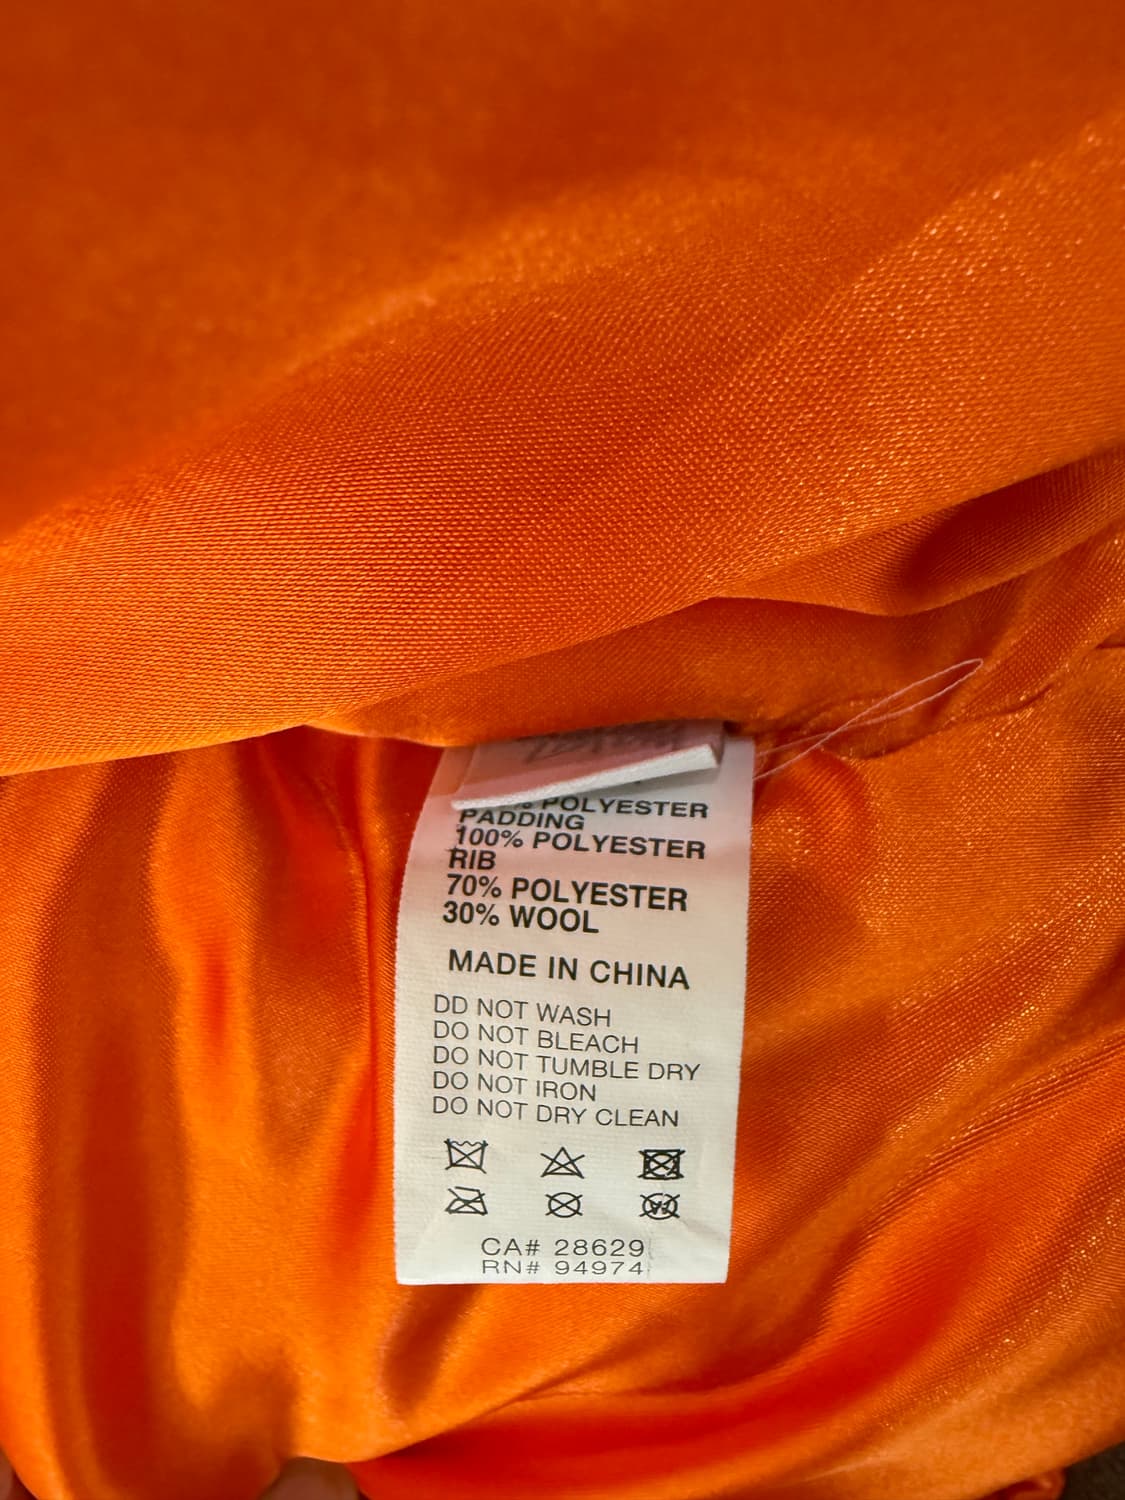 % POLYESTER
PADDING
100% POLYESTER
RIB
70% POLYESTER
30% WOOL
MADE IN CHINA
DD NOT WASH
DO NOT BLEACH
DO NOT TUMBLE DRY
DO NOT IRON
DO NOT DRY CLEAN
W
CA# 28629
RN# 94974